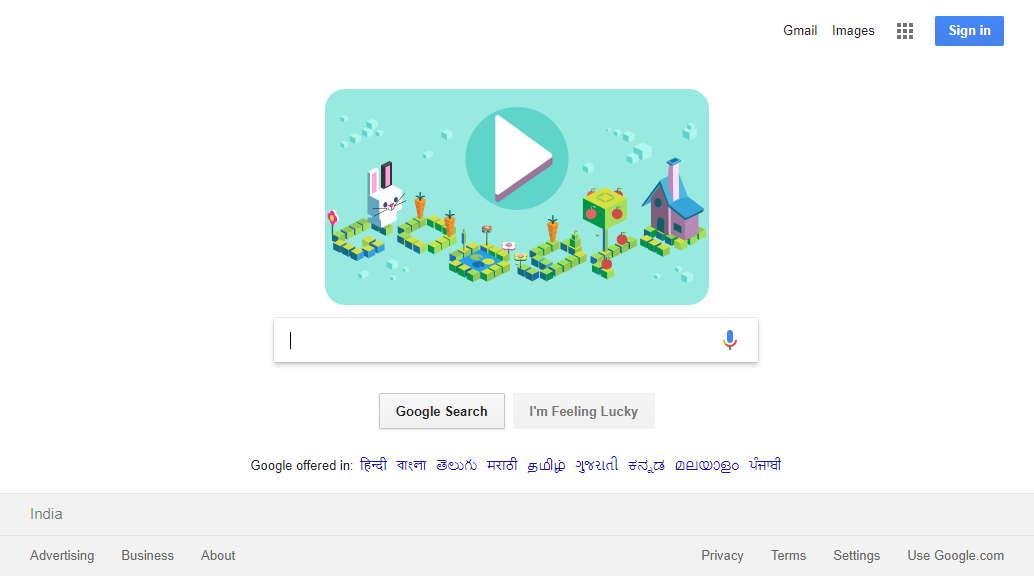 Gmail Images Sign in
Google Search I'm Feeling Lucky
Google offered in: हिन्दी বাংলা తెలుగు मराठी தமிழ் ગુજરાતી ಕನ್ನಡ മലയാളം ਪੰਜਾਬੀ
India
Advertising Business About Privacy Terms Settings Use Google.com